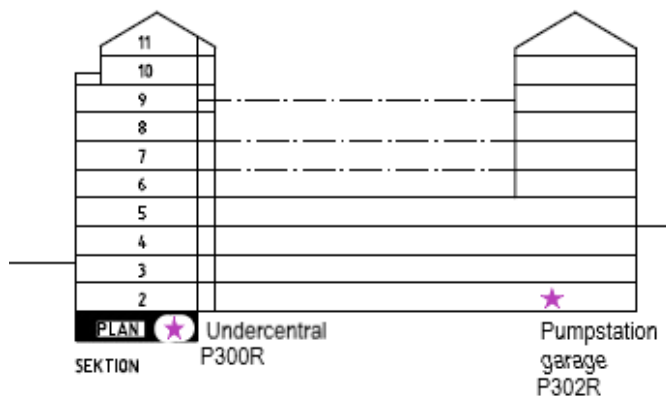 11
10
9
8
7
6
5
4
3
2
PLAN
SEKTION
Undercentral
P300R
Pumpstation
garage
P302R